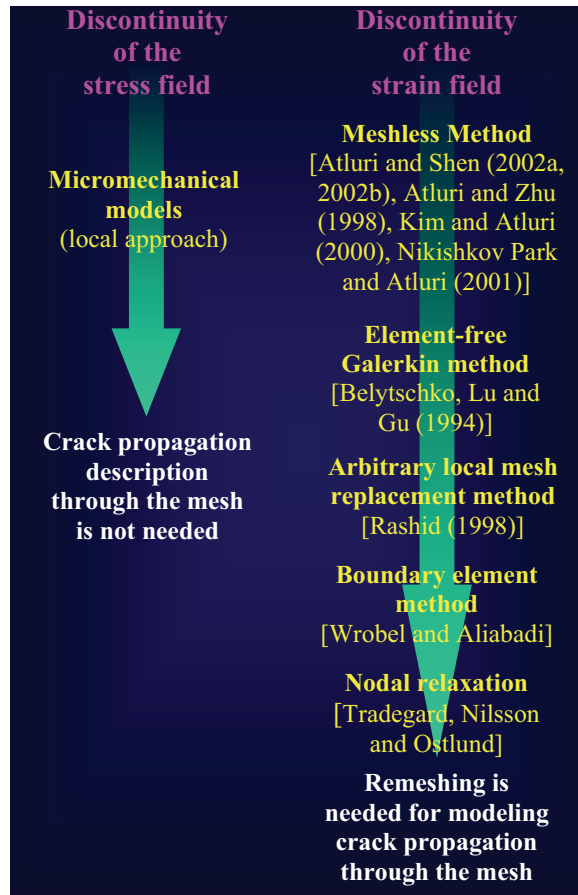 Discontinuity
of the
stress field
Micromechanical
models
(local approach)
Crack propagation
description
through the mesh
is not needed
Discontinuity
of the
strain field
Meshless Method
[Atluri and Shen (2002a,
2002b), Atluri and Zhu
(1998), Kim and Atluri
(2000), Nikishkov Park
and Atluri (2001)]
Element-free
Galerkin method
[Belytschko, Lu and
Gu (1994)]
Arbitrary local mesh
replacement method
[Rashid (1998)]
Boundary element
method
[Wrobel and Aliabadi]
Nodal relaxation
[Tradegard, Nilsson
and Ostlund]
Remeshing is
needed for modeling
crack propagation
through the mesh